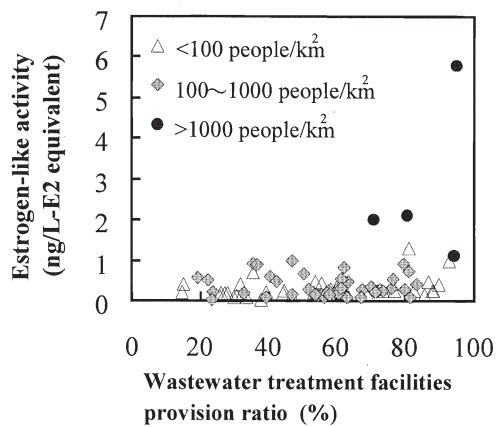 7
6
5
4
3
2
1
0
Estrogen-like activity
(ng/L-E2 equivalent)
<100 people/km²
100～1000 people/km²
>1000 people/km²
0 20 40 60 80 100
Wastewater treatment facilities
provision ratio (%)